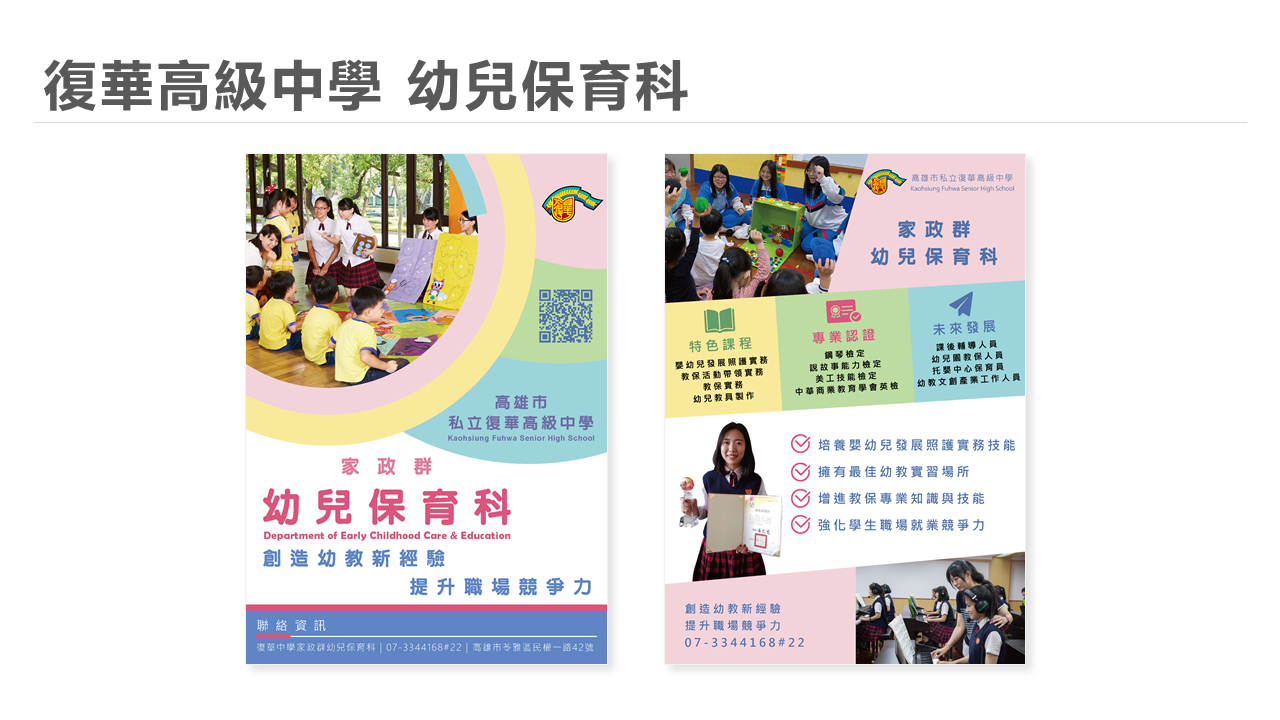 復華高級中學 幼兒保育科
高雄市
私立復華高級中學
Kaohsiung Fuhwa Senior High School
家政群
幼兒保育科
Department of Early Childhood Care & Education
創造幼教新經驗
提升職場競爭力
聯絡資訊
復華中學家政群幼兒保育科 | 07-3344168#22 | 高雄市苓雅區民權一路42號
高雄市私立復華高級中學
Kaohsiung Fuhwa Senior High School
家政群
幼兒保育科
特色課程
嬰幼兒發展照護實務
教保活動帶領實務
教保實務
幼兒教具製作
專業認證
鋼琴檢定
說故事能力檢定
美工技能檢定
中華商業教育學會英檢
未來發展
課後輔導人員
幼兒園教保人員
托嬰中心保育員
幼教文創產業工作人員
培養嬰幼兒發展照護實務技能
擁有最佳幼教實習場所
增進教保專業知識與技能
強化學生職場就業競爭力
創造幼教新經驗
提升職場競爭力
07-3344168#22